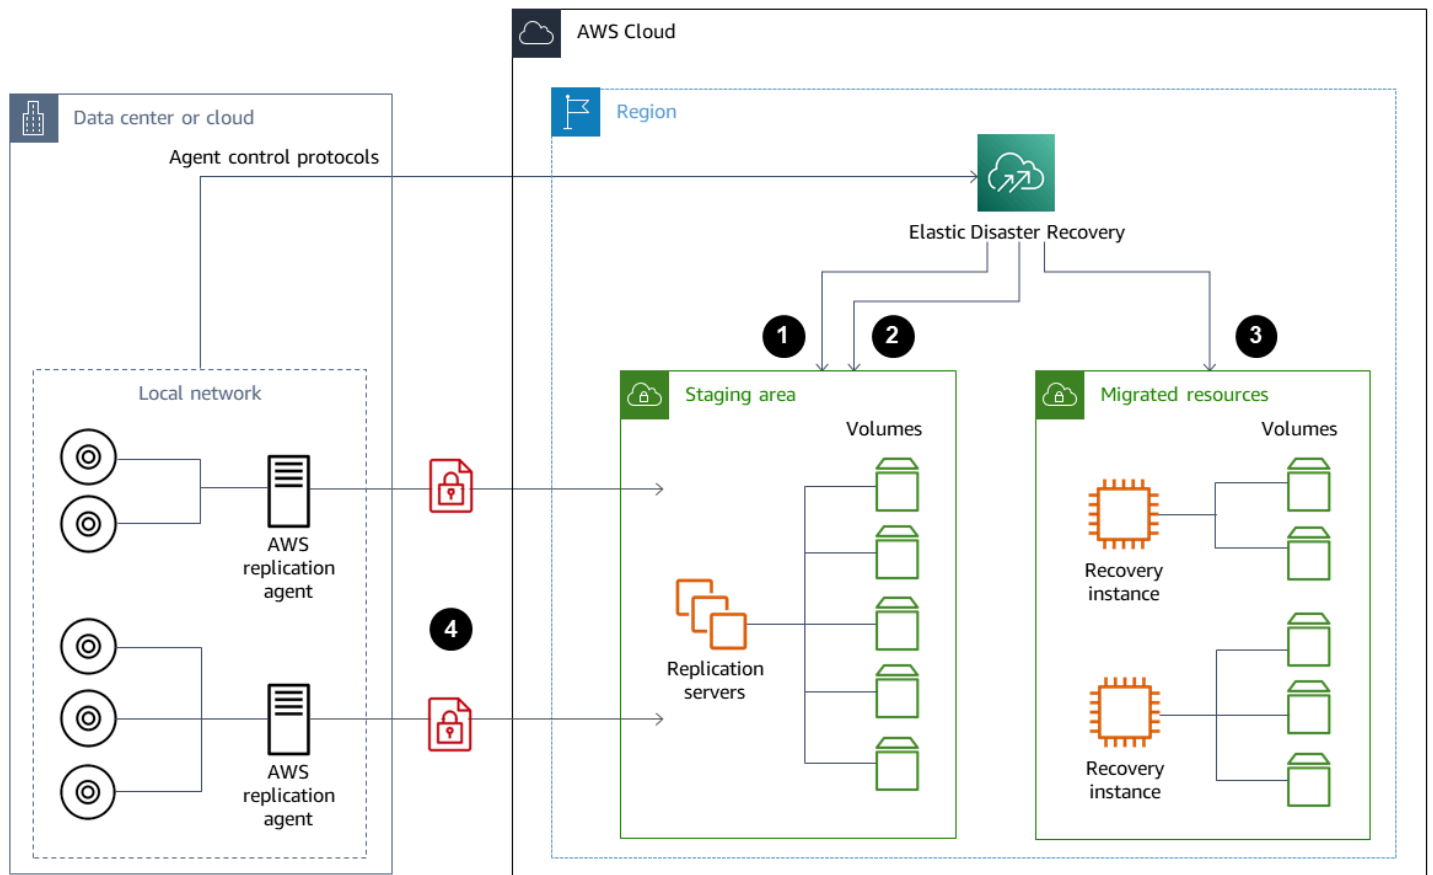 AWS Cloud
Data center or cloud
Region
Agent control protocols
Elastic Disaster Recovery
1
2
3
Local network
Staging area
Migrated resources
Volumes
Volumes
AWS
replication
agent
Recovery
instance
4
Replication
servers
AWS
replication
agent
Recovery
instance